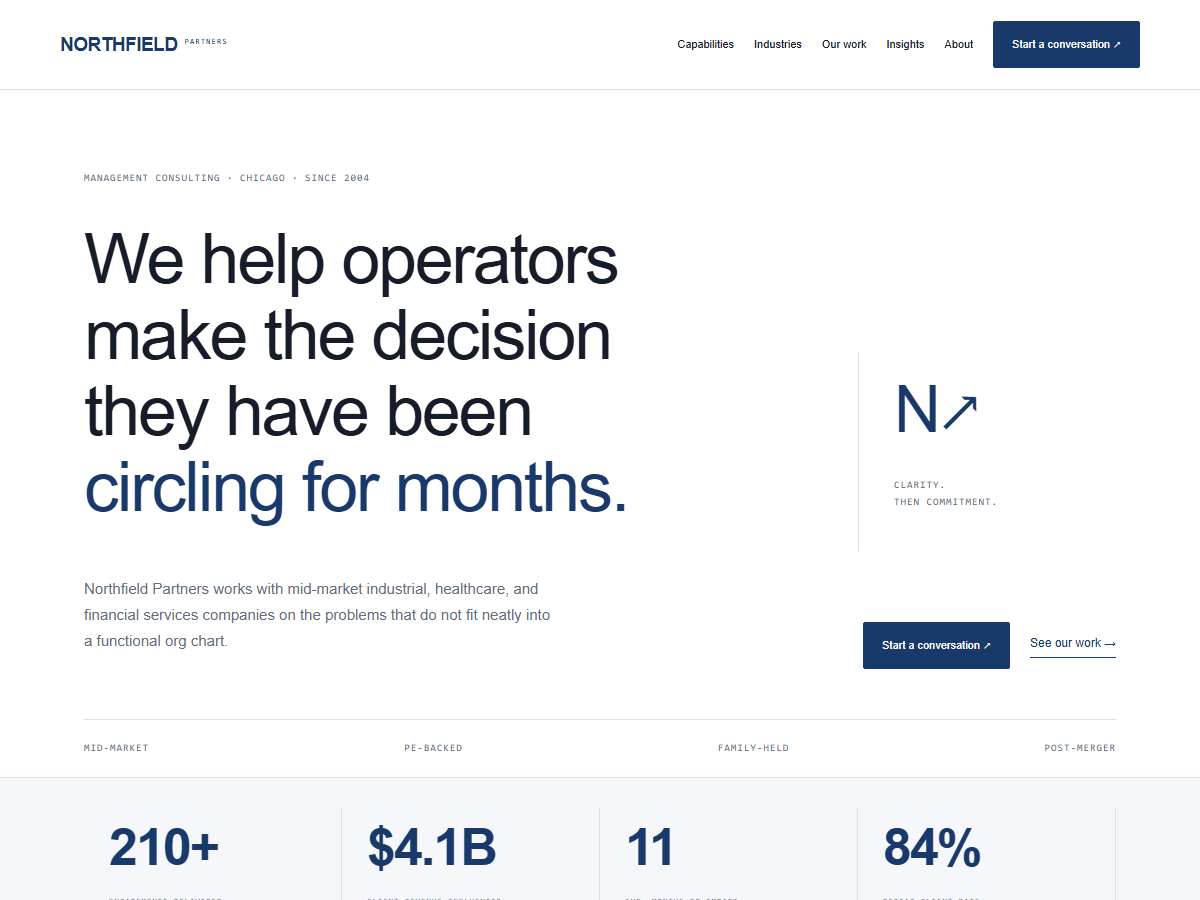 NORTHFIELD PARTNERS
Capabilities
Industries
Our work
Insights
About
Start a conversation ↗
MANAGEMENT CONSULTING · CHICAGO · SINCE 2004
We help operators
make the decision
they have been
circling for months.
N↗
CLARITY.
THEN COMMITMENT.
Northfield Partners works with mid-market industrial, healthcare, and
financial services companies on the problems that do not fit neatly into
a functional org chart.
Start a conversation ↗
See our work →
MID-MARKET
PE-BACKED
FAMILY-HELD
POST-MERGER
210+
$4.1B
11
84%